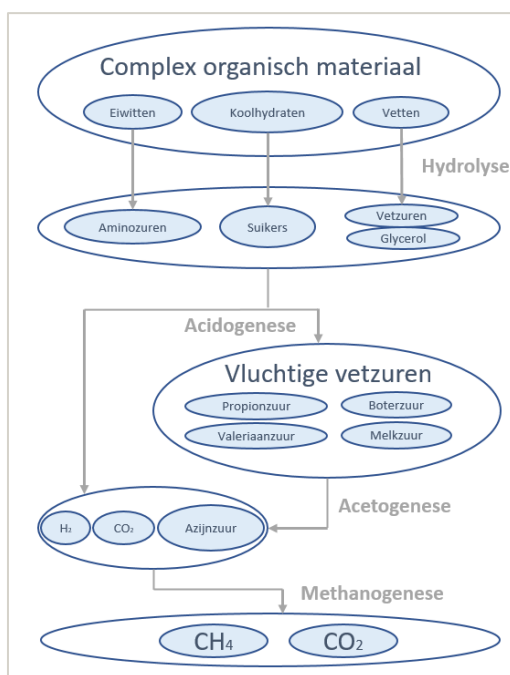 Complex organisch materiaal
Eiwitten Koolhydraten Vetten
Hydrolyse
Aminozuren Suikers Vetzuren
Glycerol
Acidogenese
Vluchtige vetzuren
Propionzuur Boterzuur
Valeriaanzuur Melkzuur
Acetogenese
H₂ CO₂ Azijnzuur
Methanogenese
CH₄ CO₂